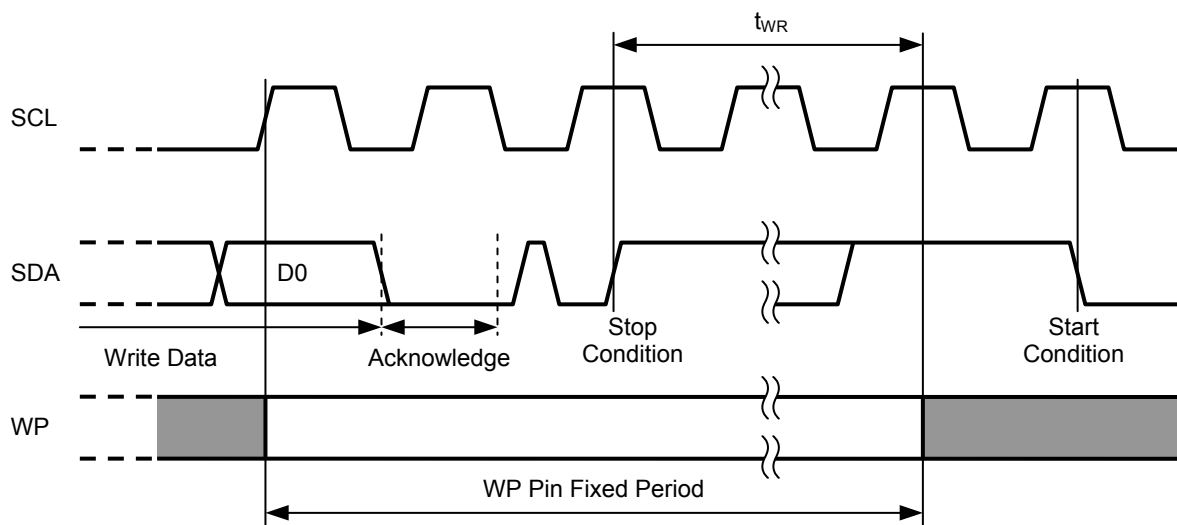 tWR
SCL
SDA
D0
Write Data
Acknowledge
Stop
Condition
Start
Condition
WP
WP Pin Fixed Period